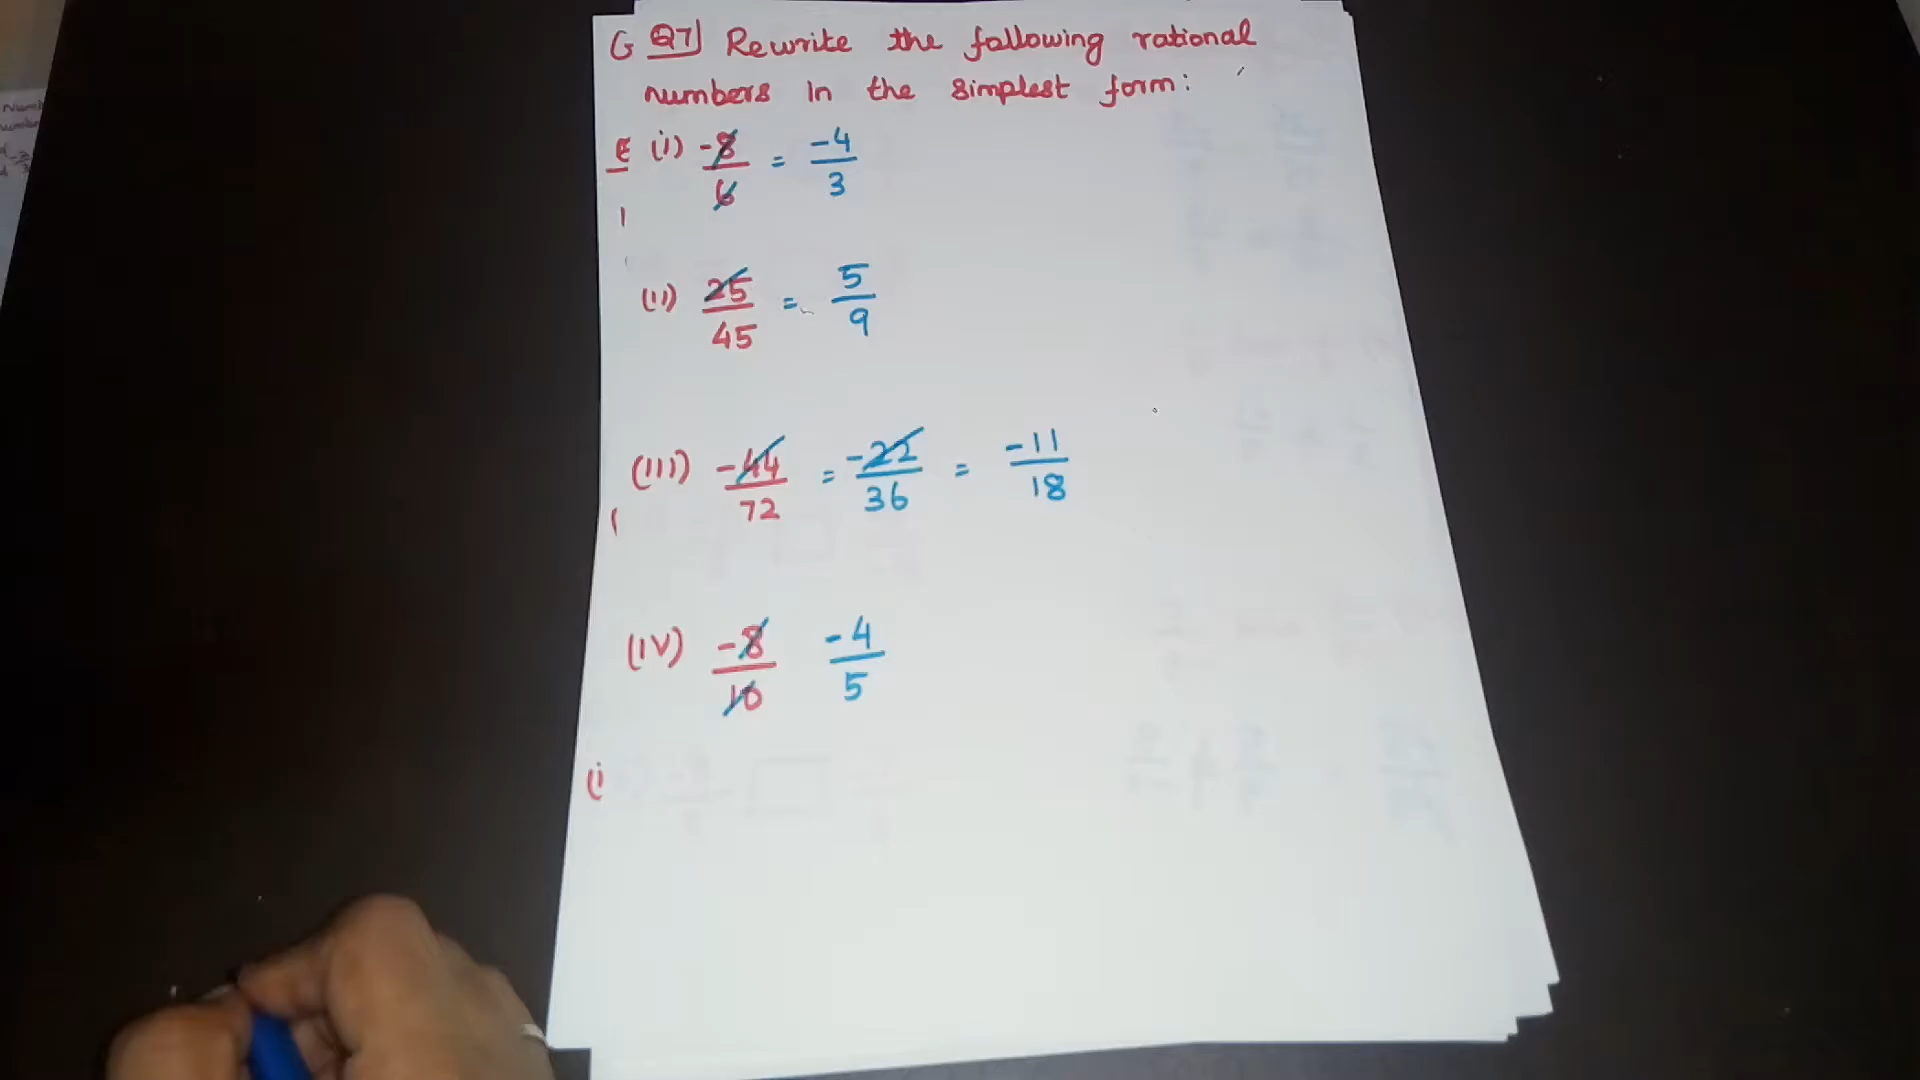 Q7 Rewrite the following rational
numbers in the simplest form:
(i) -8/6 = -4/3
(ii) 25/45 = 5/9
(iii) -44/72 = -22/36 = -11/18
(iv) -8/10 -4/5